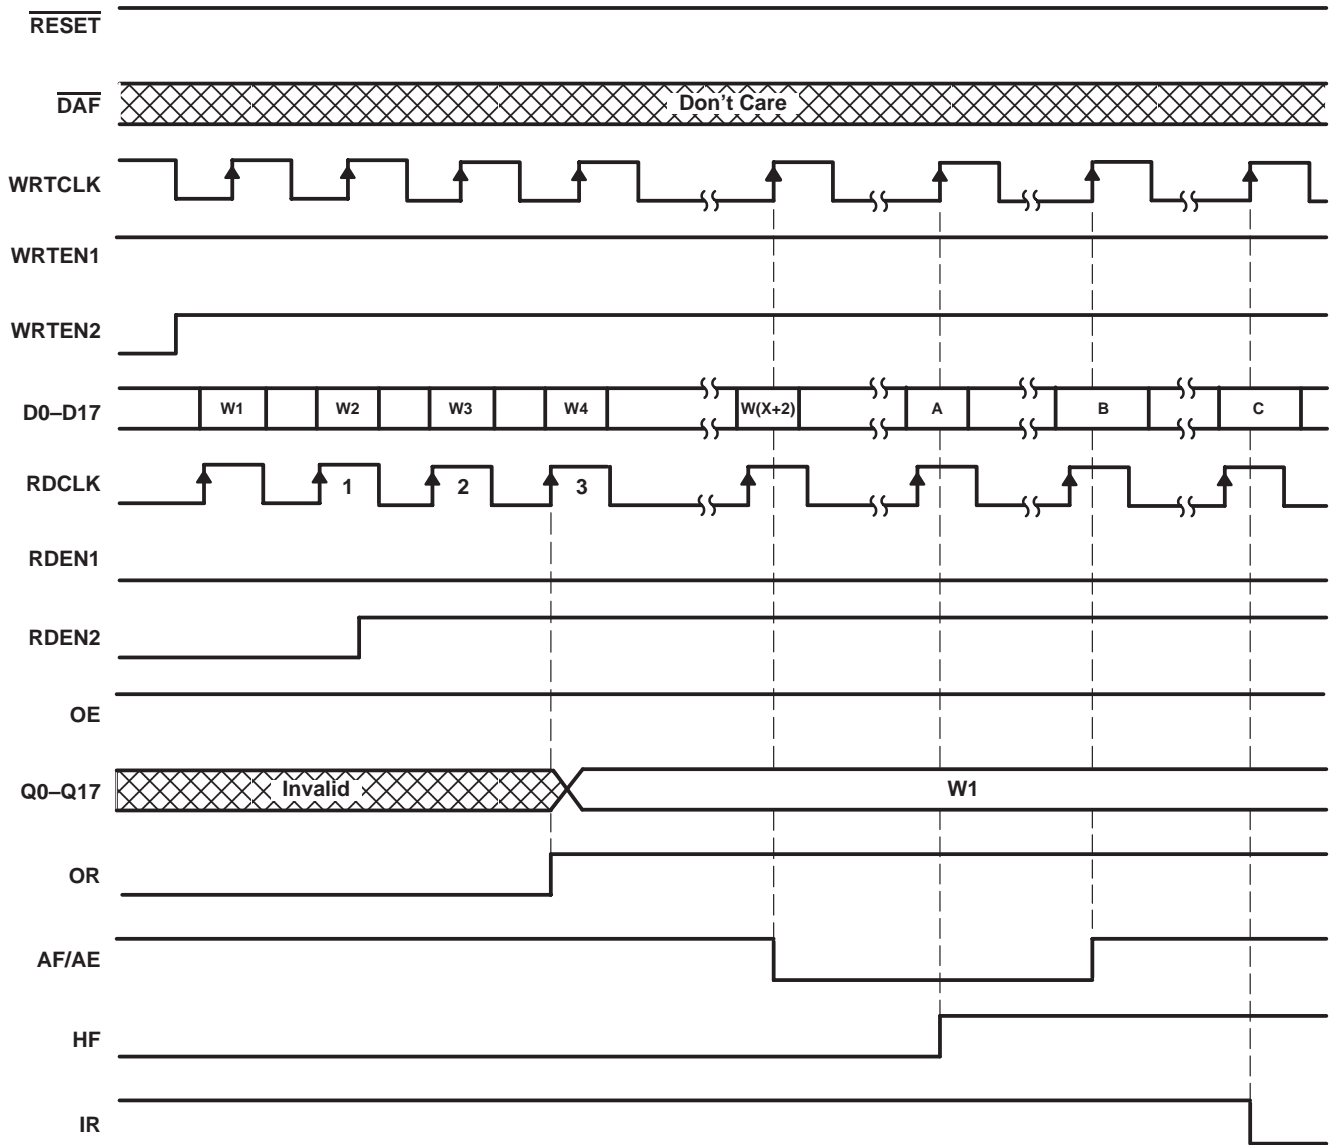 RESET
DAF
Don't Care
WRTCLK
WRTEN1
WRTEN2
D0–D17
W1
W2
W3
W4
W(X+2)
A
B
C
RDCLK
1
2
3
RDEN1
RDEN2
OE
Q0–Q17
Invalid
W1
OR
AF/AE
HF
IR